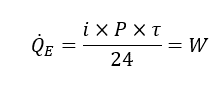 Q̇_E = (i × P × τ) / 24 = W